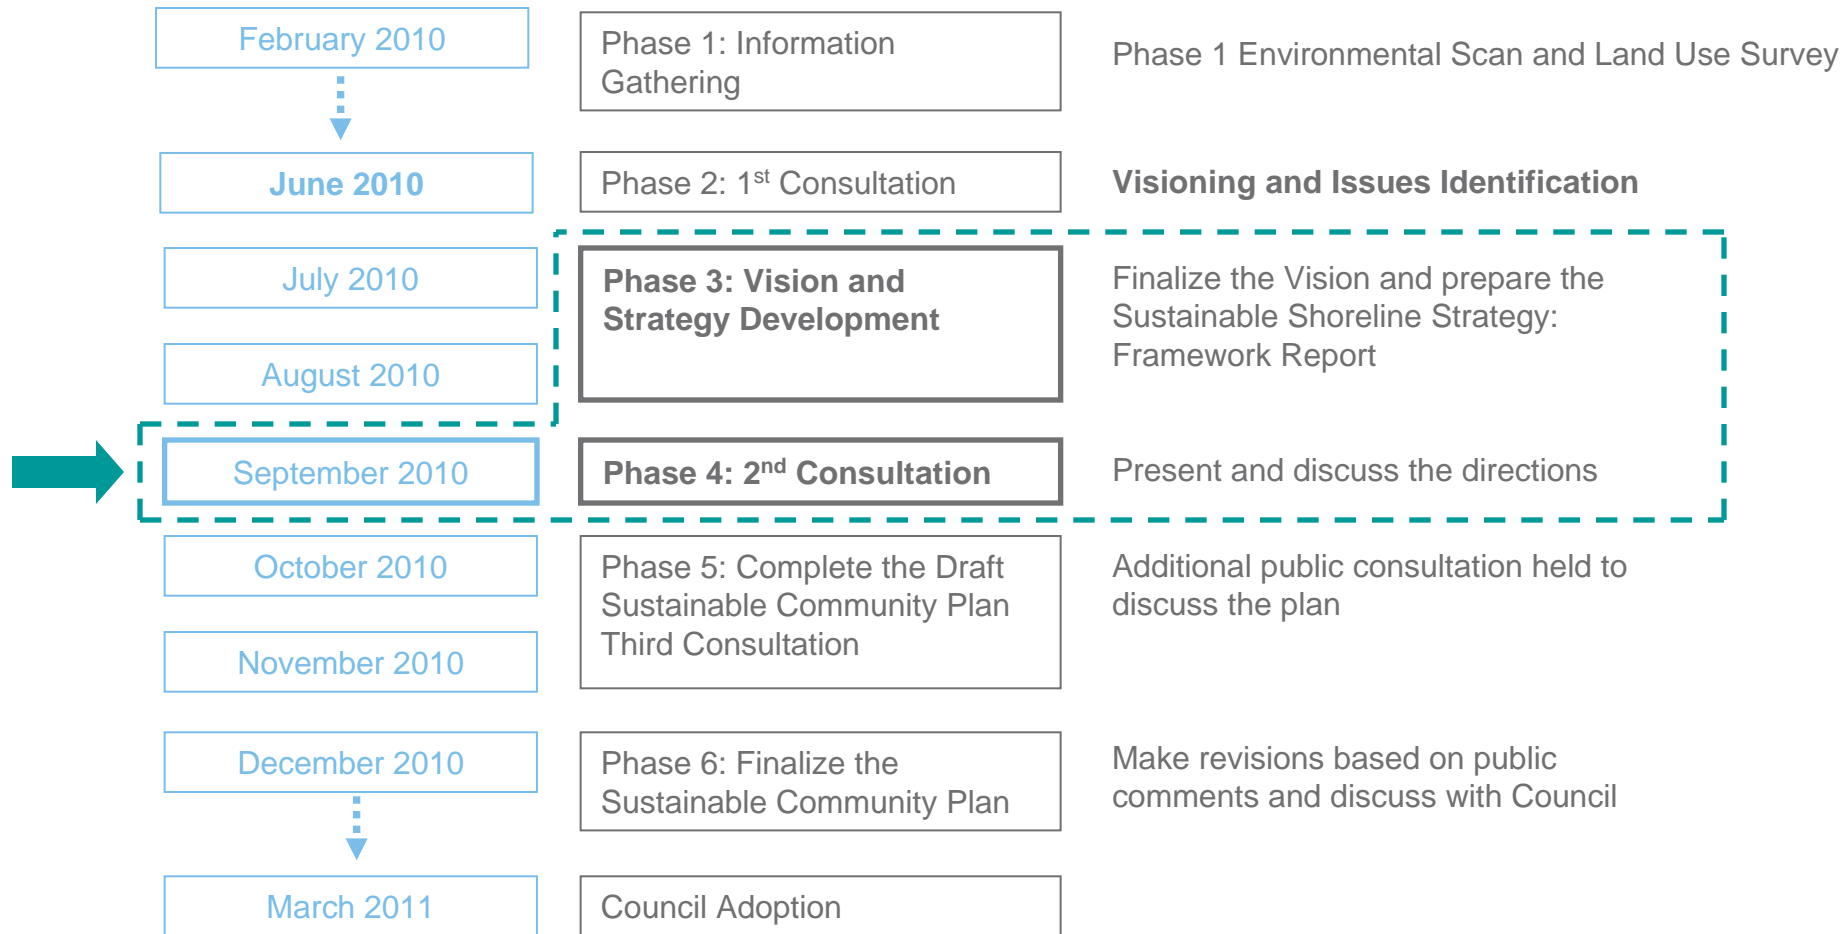 February 2010
Phase 1: Information
Gathering
Phase 1 Environmental Scan and Land Use Survey
June 2010
Phase 2: 1st Consultation
Visioning and Issues Identification
July 2010
Phase 3: Vision and
Strategy Development
Finalize the Vision and prepare the
Sustainable Shoreline Strategy:
Framework Report
August 2010
September 2010
Phase 4: 2nd Consultation
Present and discuss the directions
October 2010
Phase 5: Complete the Draft
Sustainable Community Plan
Third Consultation
Additional public consultation held to
discuss the plan
November 2010
December 2010
Phase 6: Finalize the
Sustainable Community Plan
Make revisions based on public
comments and discuss with Council
March 2011
Council Adoption